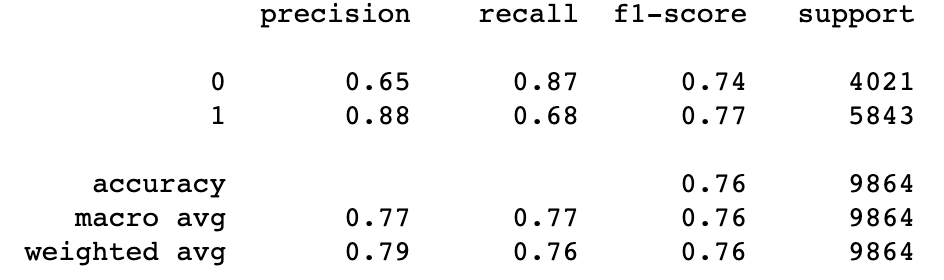 precision recall f1-score support
0 0.65 0.87 0.74 4021
1 0.88 0.68 0.77 5843
accuracy 0.76 9864
macro avg 0.77 0.77 0.76 9864
weighted avg 0.79 0.76 0.76 9864